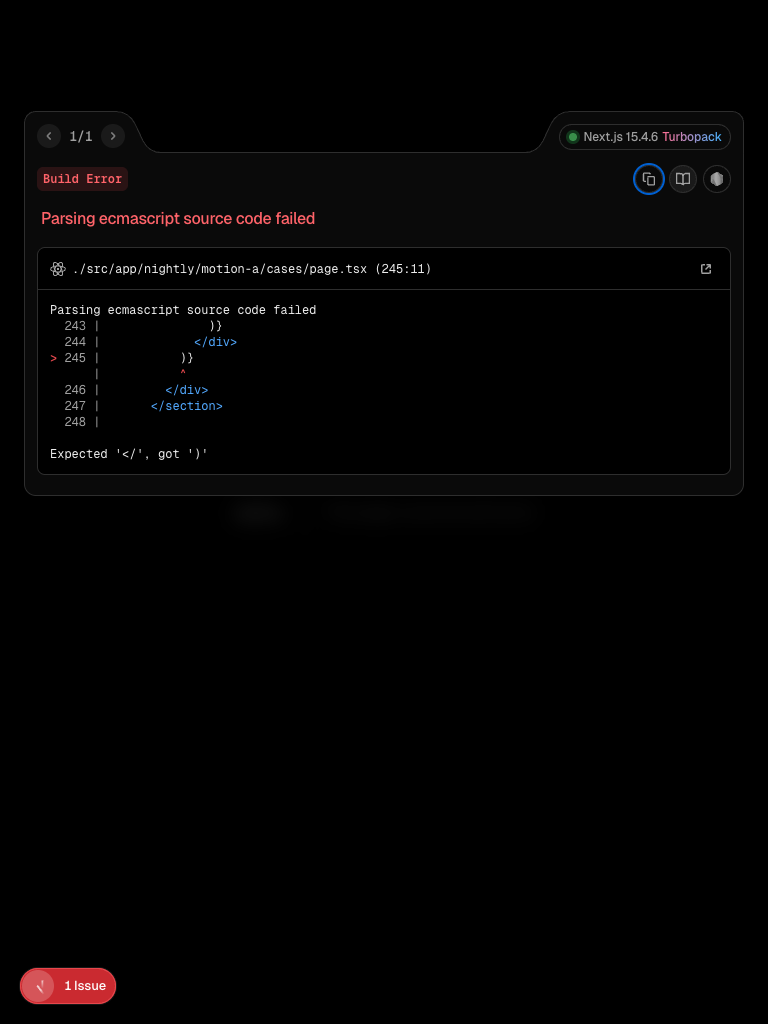 1/1
Next.js 15.4.6 Turbopack
Build Error
Parsing ecmascript source code failed
./src/app/nightly/motion-a/cases/page.tsx (245:11)
Parsing ecmascript source code failed
  243 |               )}
  244 |             </div>
> 245 |           )}
      |           ^
  246 |         </div>
  247 |       </section>
  248 |
Expected '</', got ')'
1 Issue